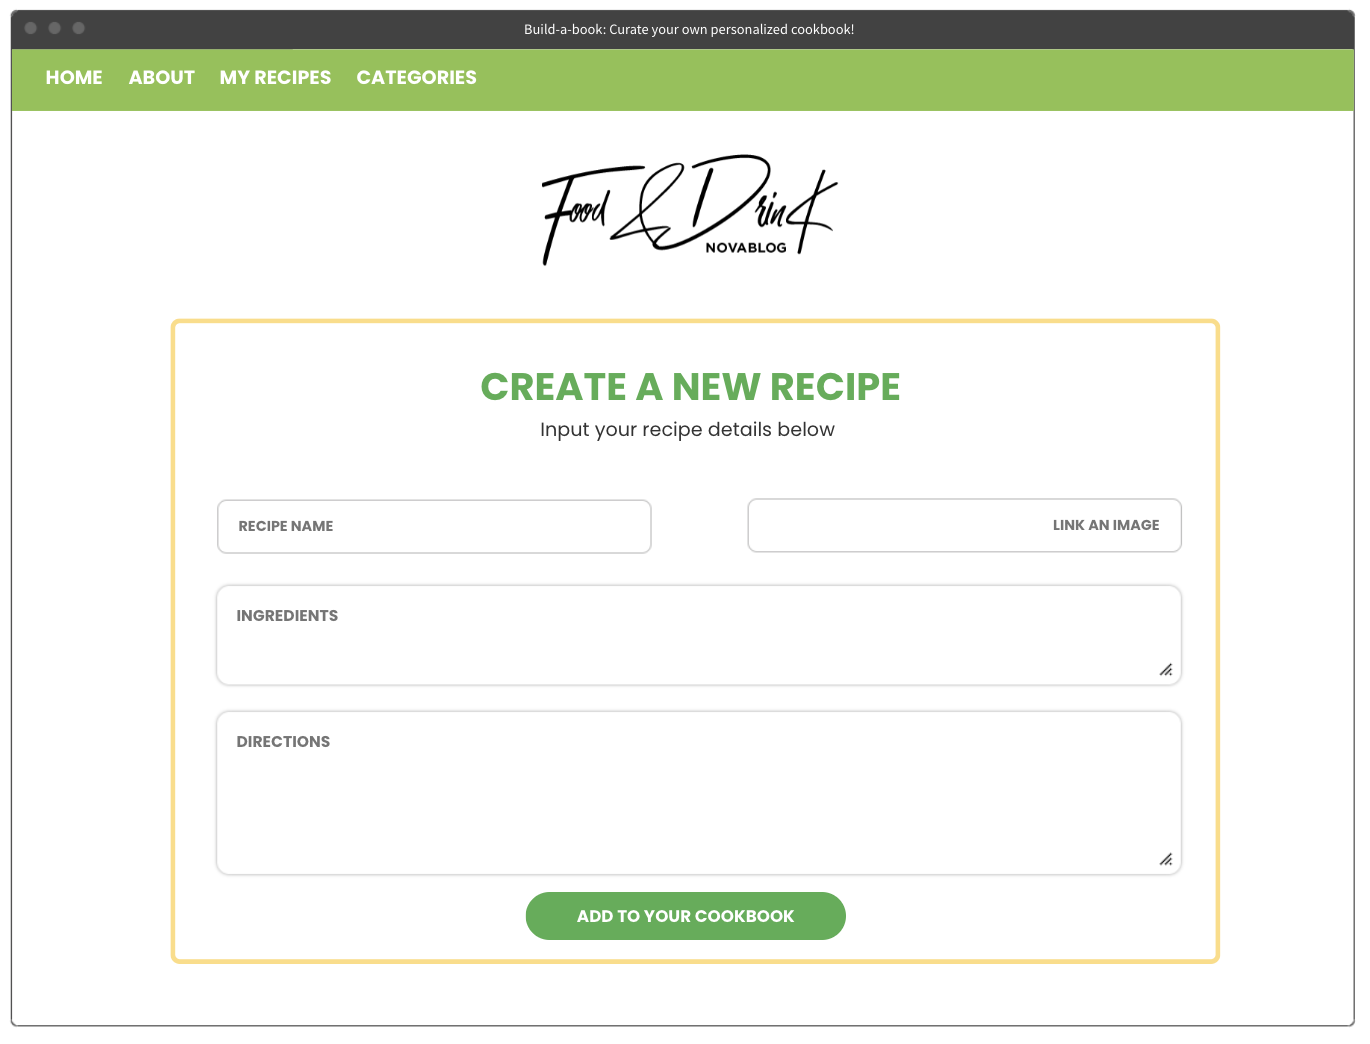 Build-a-book: Curate your own personalized cookbook!
HOME ABOUT MY RECIPES CATEGORIES
Food & Drink
NOVABLOG
CREATE A NEW RECIPE
Input your recipe details below
RECIPE NAME LINK AN IMAGE
INGREDIENTS
DIRECTIONS
ADD TO YOUR COOKBOOK